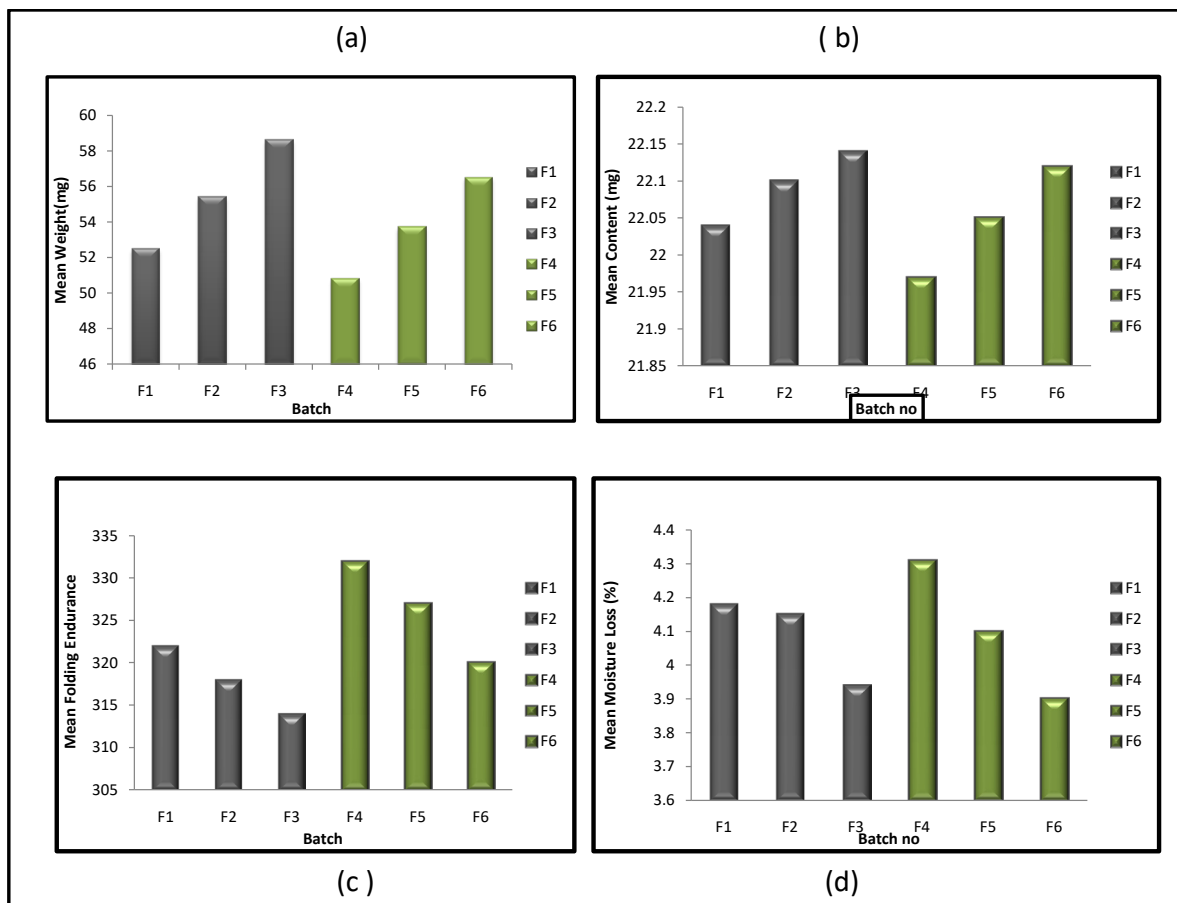 (a)
( b)
Mean Weight(mg)
60
58
56
54
52
50
48
46
F1
F2
F3
F4
F5
F6
Batch
F1
F2
F3
F4
F5
F6
Mean Content (mg)
22.2
22.15
22.1
22.05
22
21.95
21.9
21.85
F1
F2
F3
F4
F5
F6
Batch no
F1
F2
F3
F4
F5
F6
Mean Folding Endurance
335
330
325
320
315
310
305
F1
F2
F3
F4
F5
F6
Batch
F1
F2
F3
F4
F5
F6
Mean Moisture Loss (%)
4.4
4.3
4.2
4.1
4
3.9
3.8
3.7
3.6
F1
F2
F3
F4
F5
F6
Batch no
F1
F2
F3
F4
F5
F6
(c )
(d)